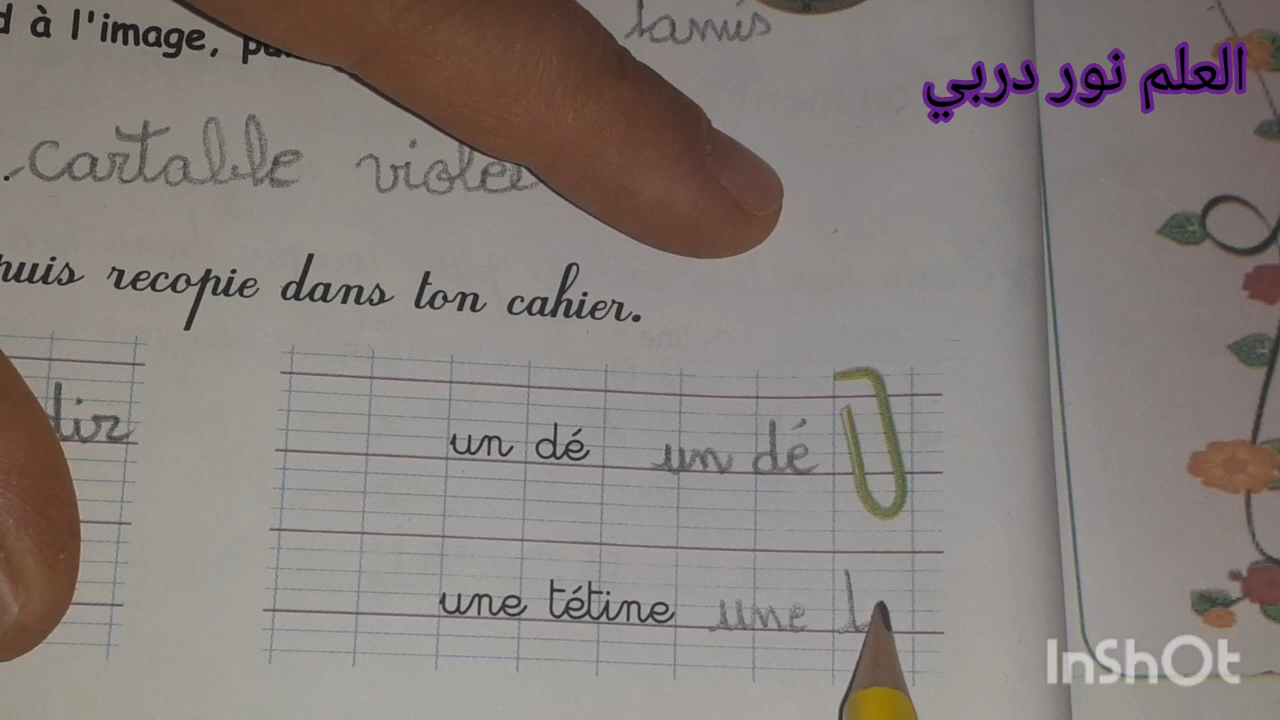 tamis
d à l'image,
العلم نور دربي
cartable violet
puis recopie dans ton cahier.
un dé un dé
une tétine une t
InShOt